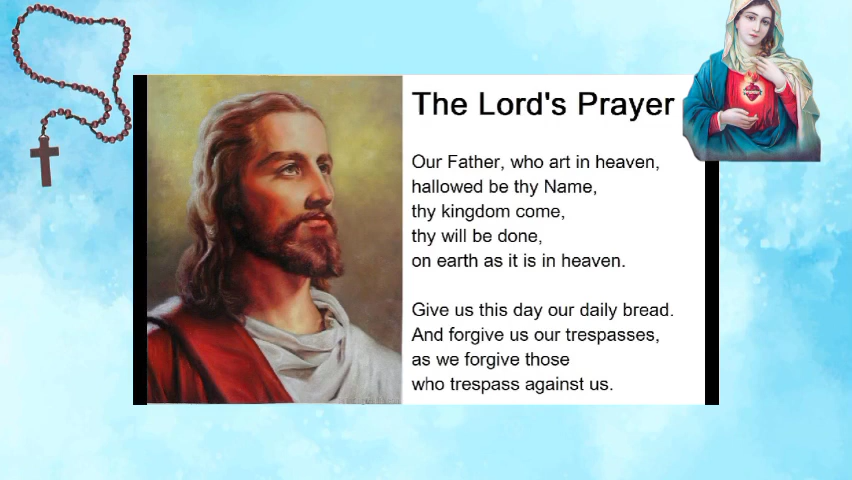 The Lord's Prayer
Our Father, who art in heaven,
hallowed be thy Name,
thy kingdom come,
thy will be done,
on earth as it is in heaven.
Give us this day our daily bread.
And forgive us our trespasses,
as we forgive those
who trespass against us.